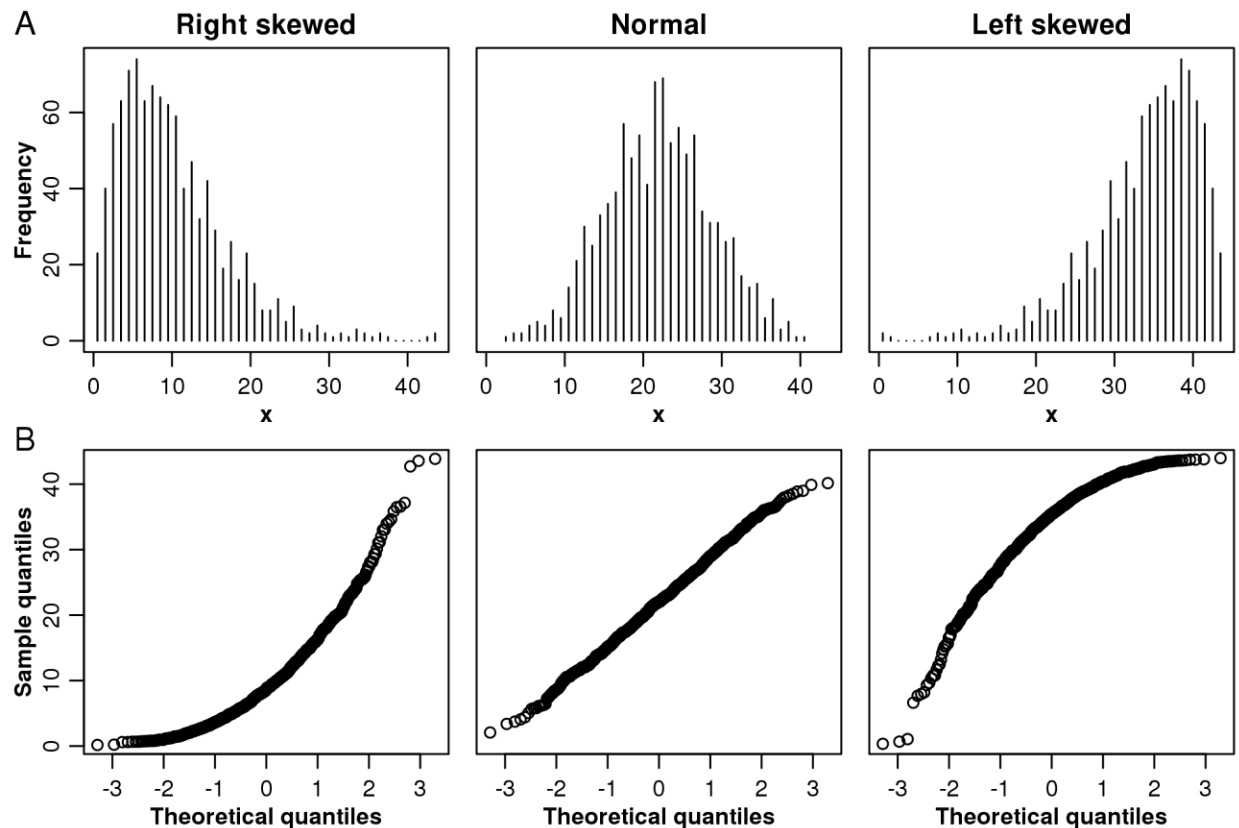 A
Right skewed
Normal
Left skewed
Frequency
0
20
40
60
0 10 20 30 40
0 10 20 30 40
0 10 20 30 40
x
x
x
B
Sample quantiles
0
10
20
30
40
-3 -2 -1 0 1 2 3
-3 -2 -1 0 1 2 3
-3 -2 -1 0 1 2 3
Theoretical quantiles
Theoretical quantiles
Theoretical quantiles